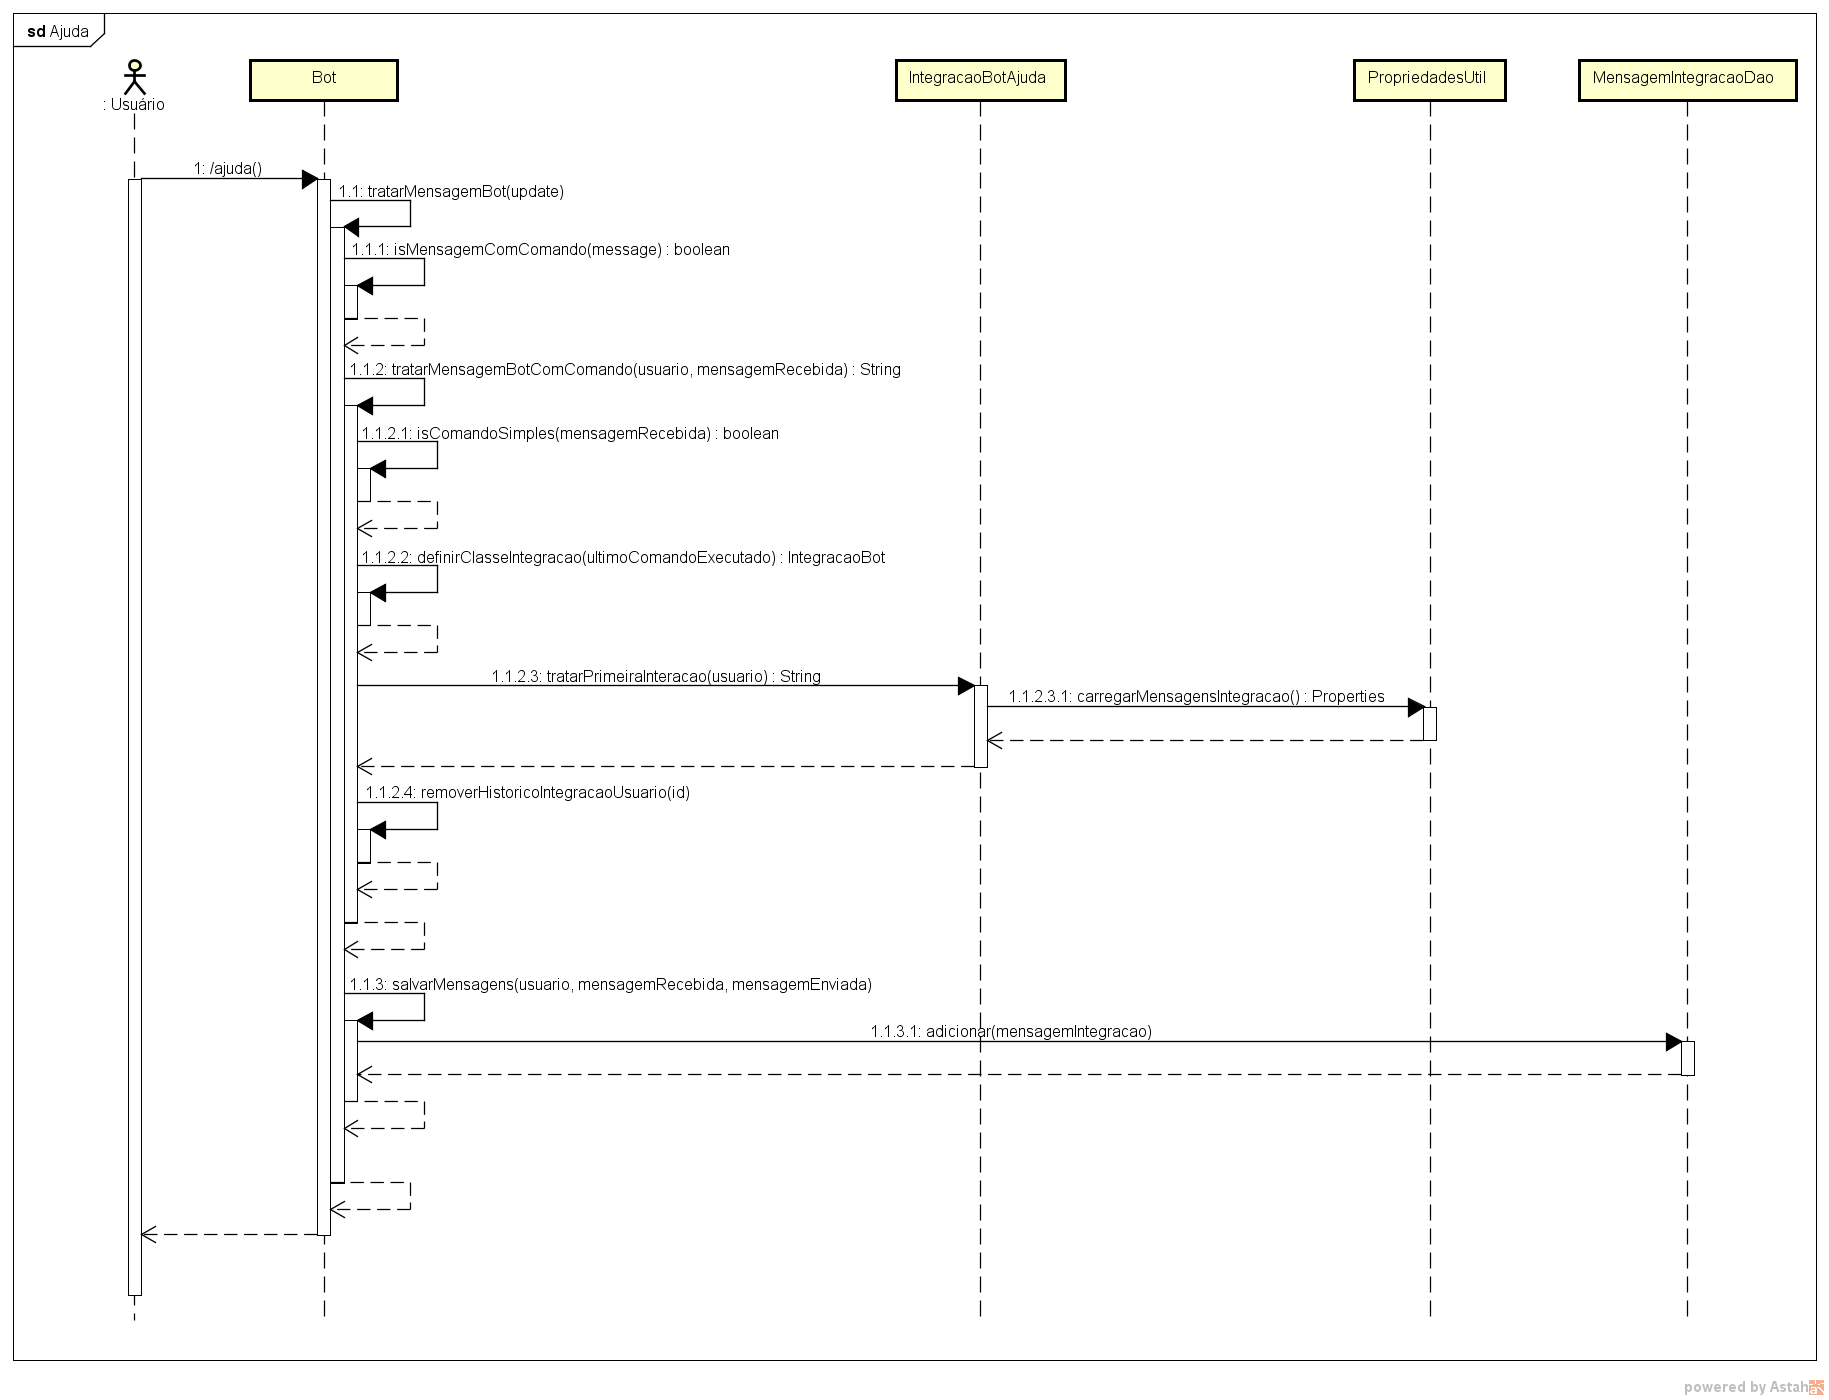 sd Ajuda
: Usuário
Bot
IntegracaoBotAjuda
PropriedadesUtil
MensagemIntegracaoDao
1: /ajuda()
1.1: tratarMensagemBot(update)
1.1.1: isMensagemComComando(message) : boolean
1.1.2: tratarMensagemBotComComando(usuario, mensagemRecebida) : String
1.1.2.1: isComandoSimples(mensagemRecebida) : boolean
1.1.2.2: definirClasseIntegracao(ultimoComandoExecutado) : IntegracaoBot
1.1.2.3: tratarPrimeiraInteracao(usuario) : String
1.1.2.3.1: carregarMensagensIntegracao() : Properties
1.1.2.4: removerHistoricoIntegracaoUsuario(id)
1.1.3: salvarMensagens(usuario, mensagemRecebida, mensagemEnviada)
1.1.3.1: adicionar(mensagemIntegracao)
powered by Astah